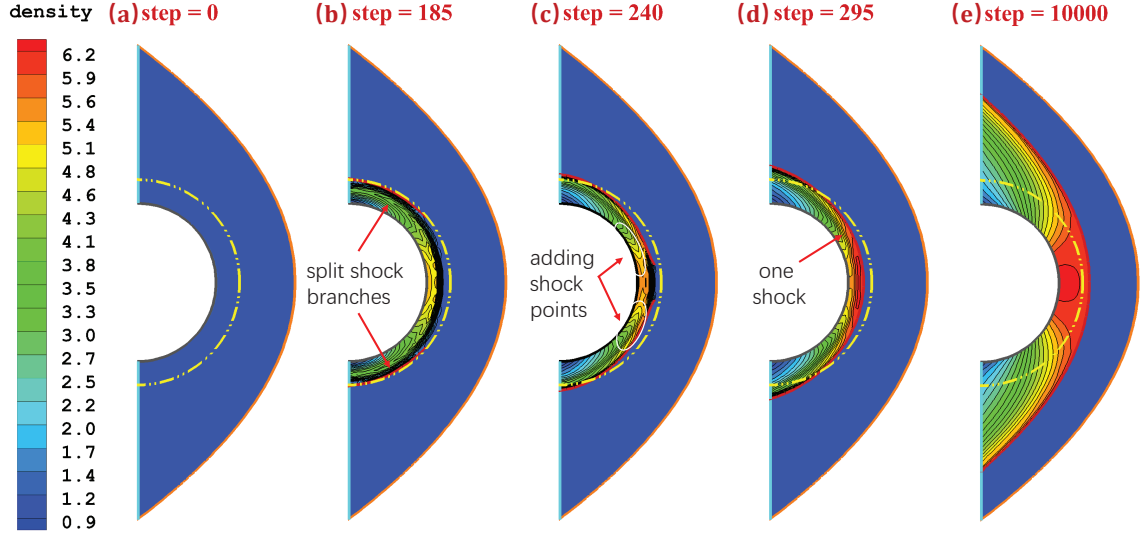 density
(a) step = 0
(b) step = 185
(c) step = 240
(d) step = 295
(e) step = 10000
6.2
5.9
5.6
5.4
5.1
4.8
4.6
4.3
4.1
3.8
3.5
3.3
3.0
2.7
2.5
2.2
2.0
1.7
1.4
1.2
0.9
split shock
branches
adding
shock
points
one
shock